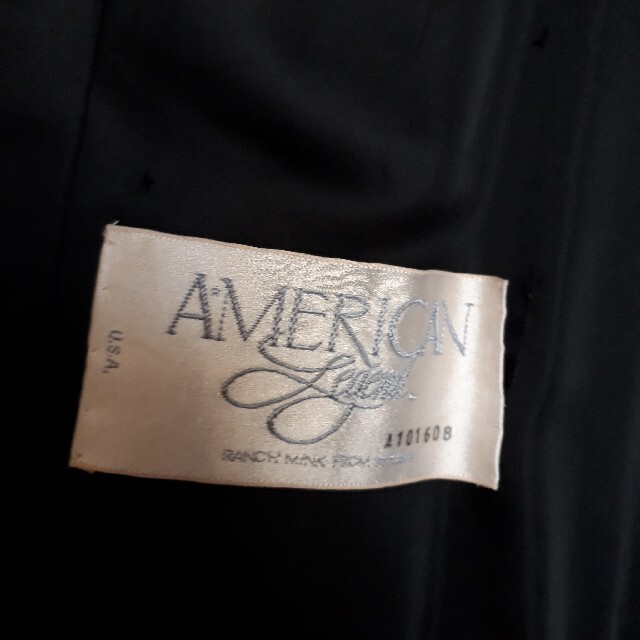 AMERICAN
Legend
U.S.A.
A101608
RANCH MINK FROM